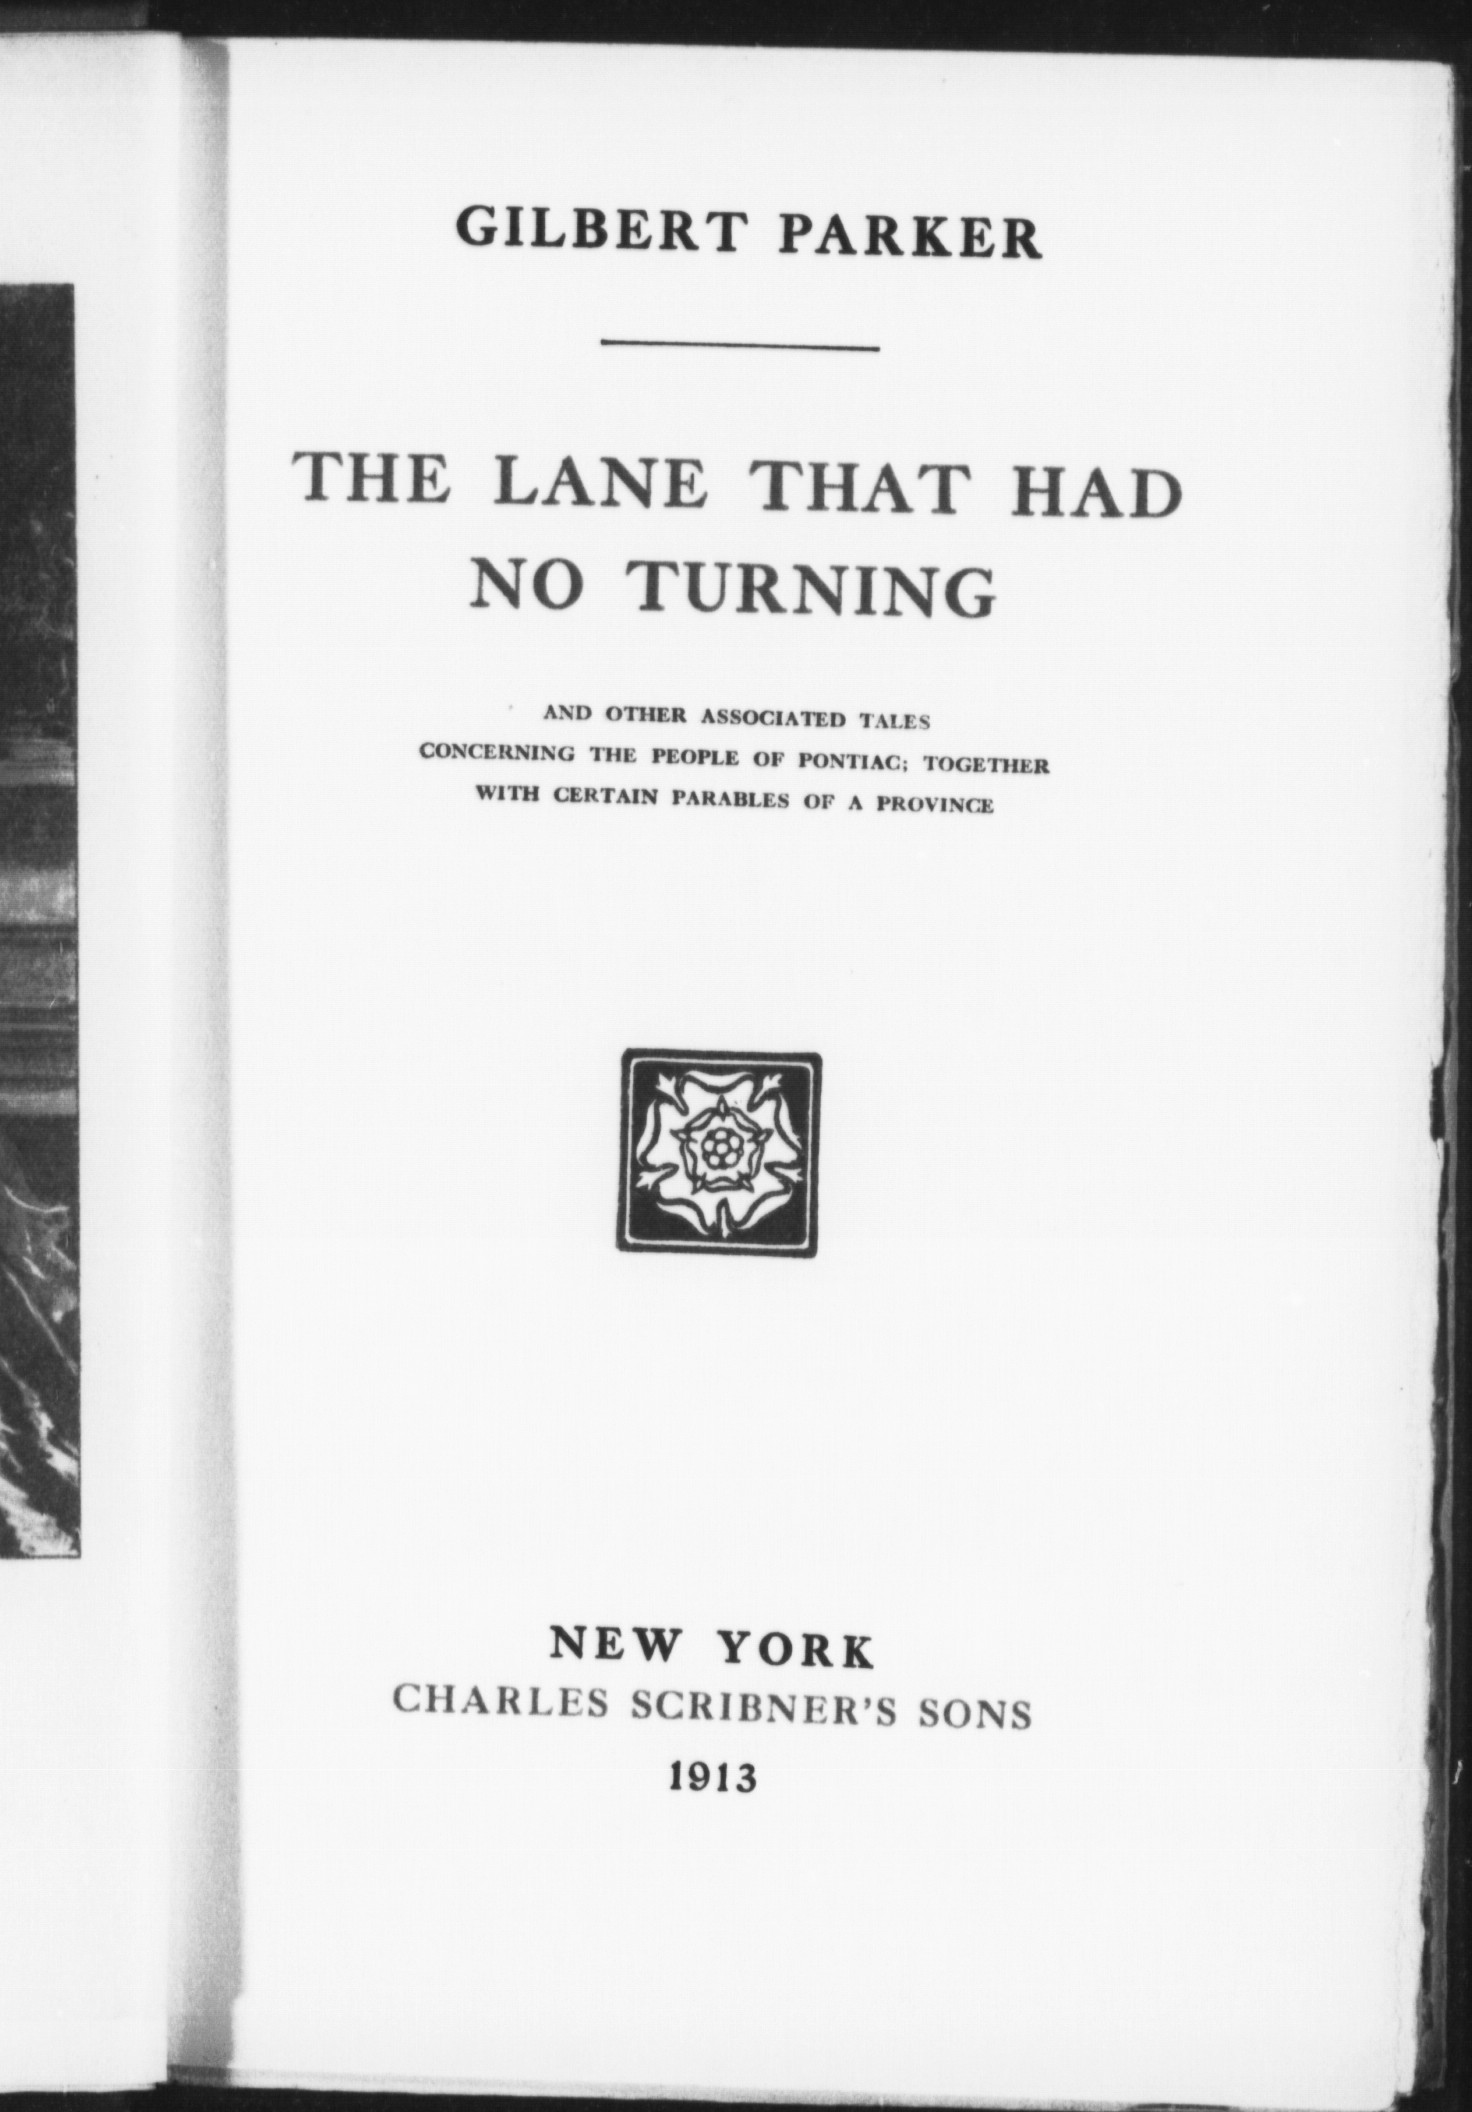 GILBERT PARKER
THE LANE THAT HAD
NO TURNING
AND OTHER ASSOCIATED TALES
CONCERNING THE PEOPLE OF PONTIAC; TOGETHER
WITH CERTAIN PARABLES OF A PROVINCE
NEW YORK
CHARLES SCRIBNER'S SONS
1913